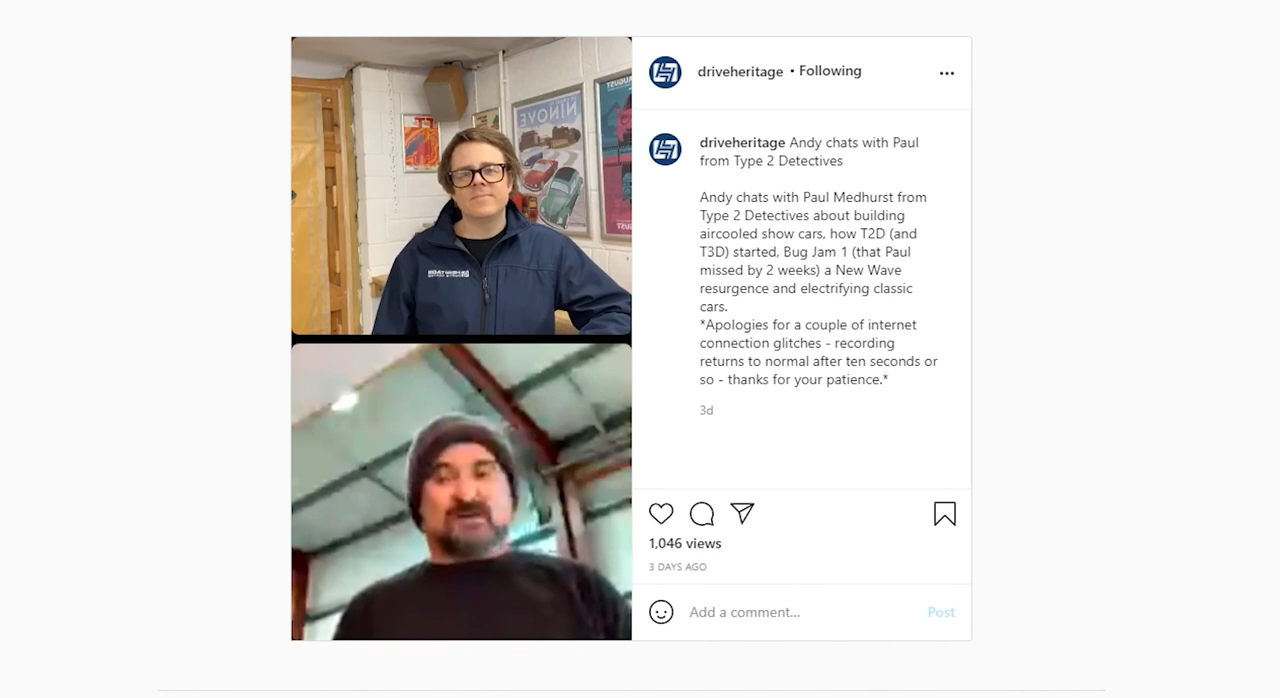 NINOVE
AUGUST
driveheritage • Following
driveheritage Andy chats with Paul
from Type 2 Detectives
Andy chats with Paul Medhurst from
Type 2 Detectives about building
aircooled show cars, how T2D (and
T3D) started, Bug Jam 1 (that Paul
missed by 2 weeks) a New Wave
resurgence and electrifying classic
cars.
*Apologies for a couple of internet
connection glitches - recording
returns to normal after ten seconds or
so - thanks for your patience.*
3d
1,046 views
3 DAYS AGO
Add a comment...
Post